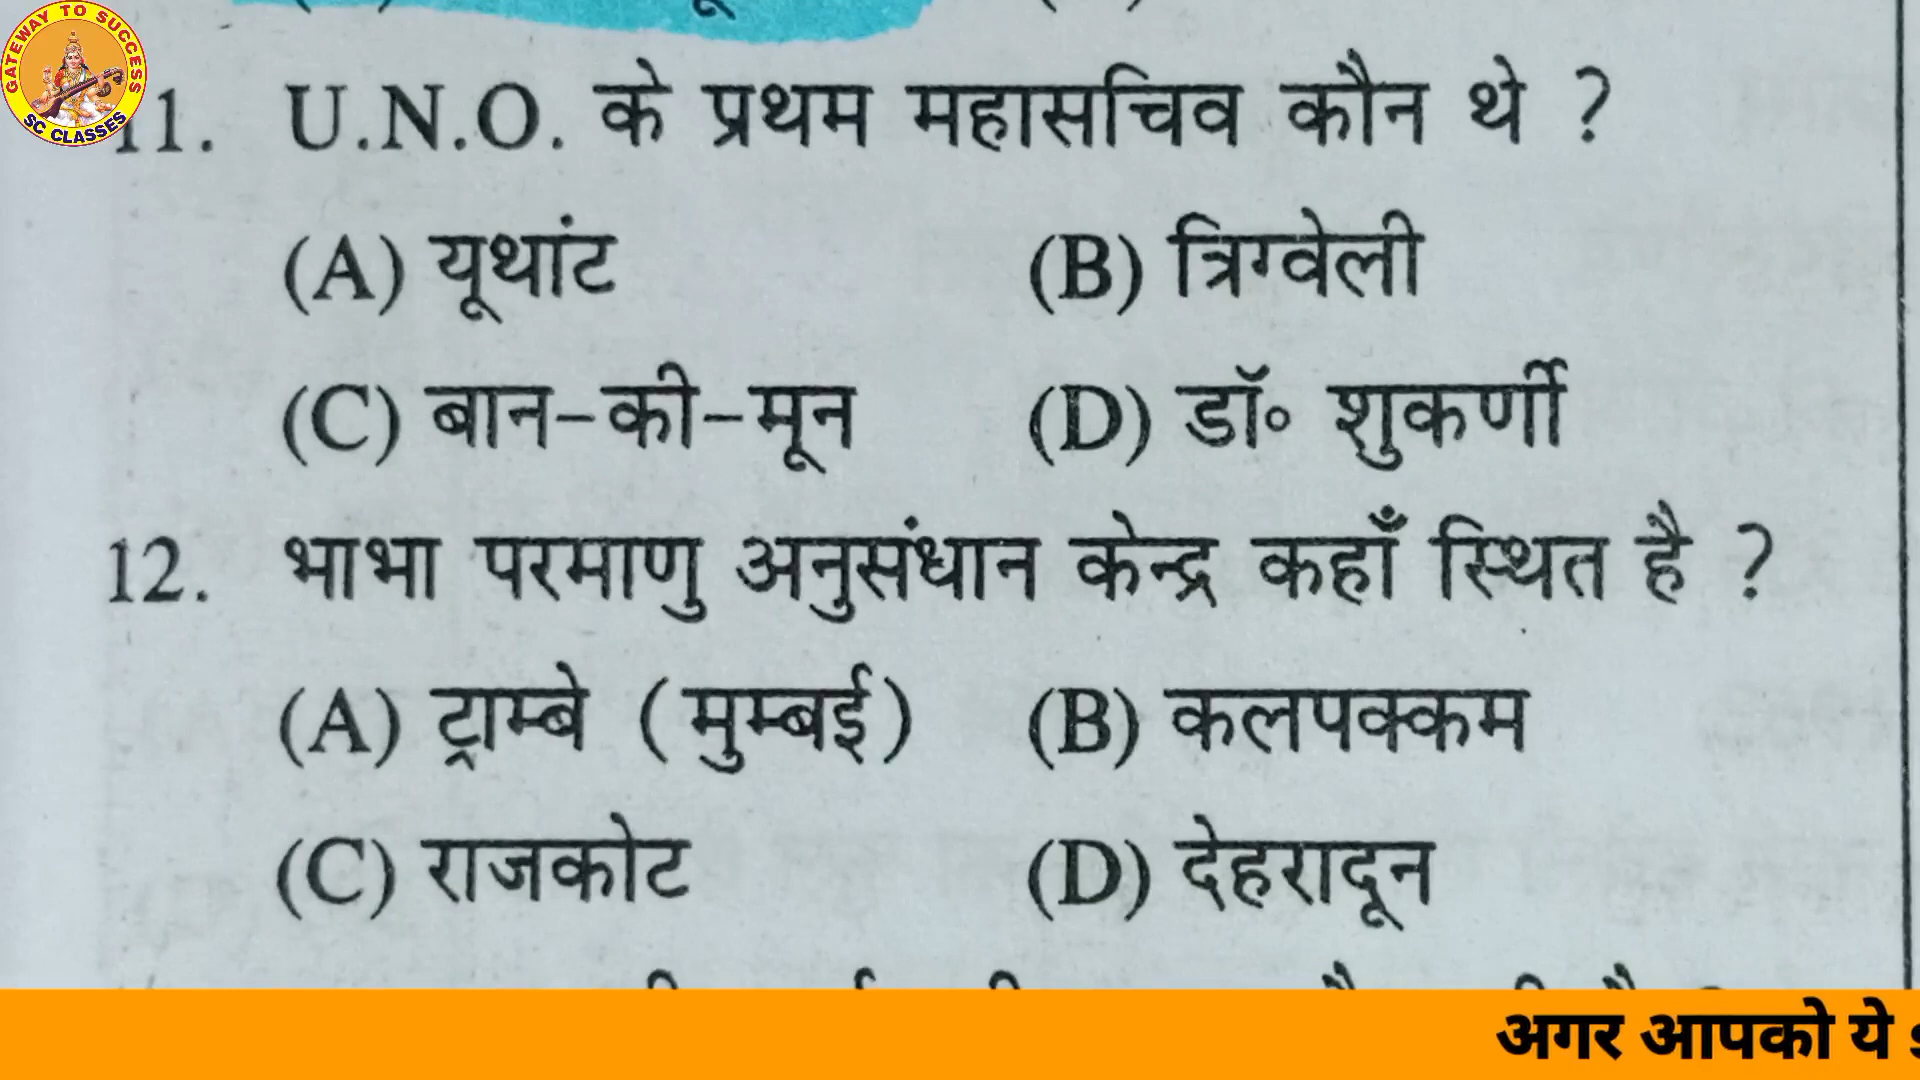 GATEWAY TO SUCCESS
SC CLASSES
11. U.N.O. के प्रथम महासचिव कौन थे ?
(A) यूथांट (B) त्रिग्वेली
(C) बान-की-मून (D) डॉ॰ शुकर्णी
12. भाभा परमाणु अनुसंधान केन्द्र कहाँ स्थित है ?
(A) ट्राम्बे (मुम्बई) (B) कलपक्कम
(C) राजकोट (D) देहरादून
अगर आपको ये